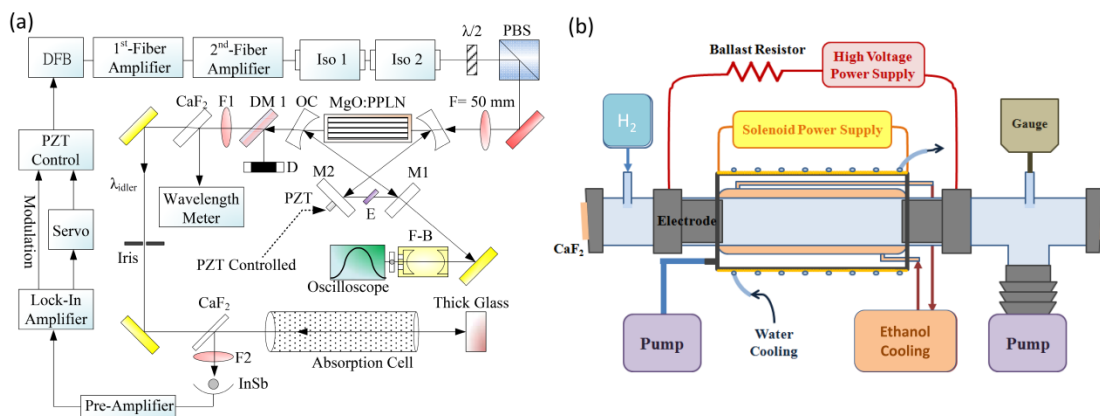 (a)
DFB
1st-Fiber
Amplifier
2nd-Fiber
Amplifier
Iso 1
Iso 2
λ/2
PBS
CaF2
F1
DM 1
OC
MgO:PPLN
F= 50 mm
PZT
Control
λidler
Wavelength
Meter
D
M2
M1
PZT
E
Modulation
Servo
Iris
PZT Controlled
F-B
Oscilloscope
Lock-In
Amplifier
CaF2
Thick Glass
F2
Absorption Cell
InSb
Pre-Amplifier
(b)
Ballast Resistor
High Voltage
Power Supply
H2
Solenoid Power Supply
Gauge
Electrode
CaF2
Pump
Water
Cooling
Ethanol
Cooling
Pump